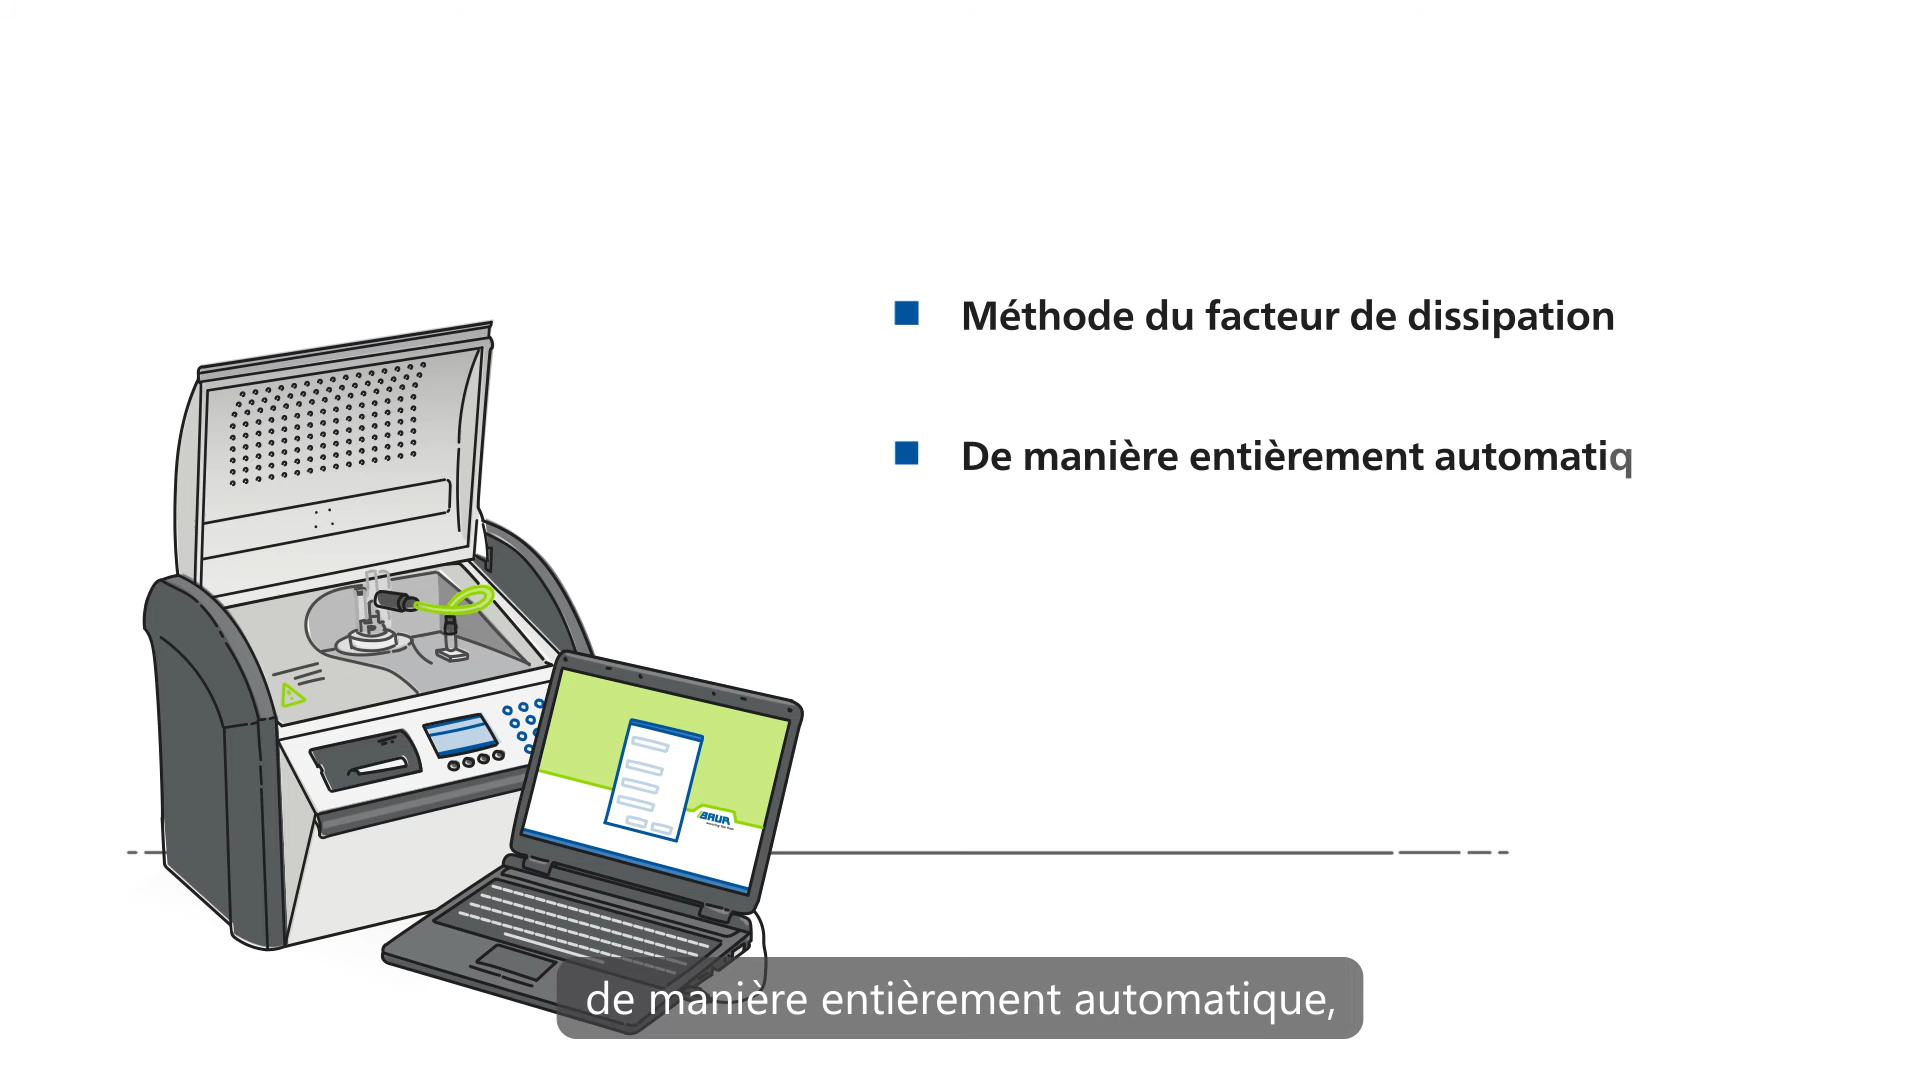 Méthode du facteur de dissipation
De manière entièrement automatiq
BAUR
de manière entièrement automatique,